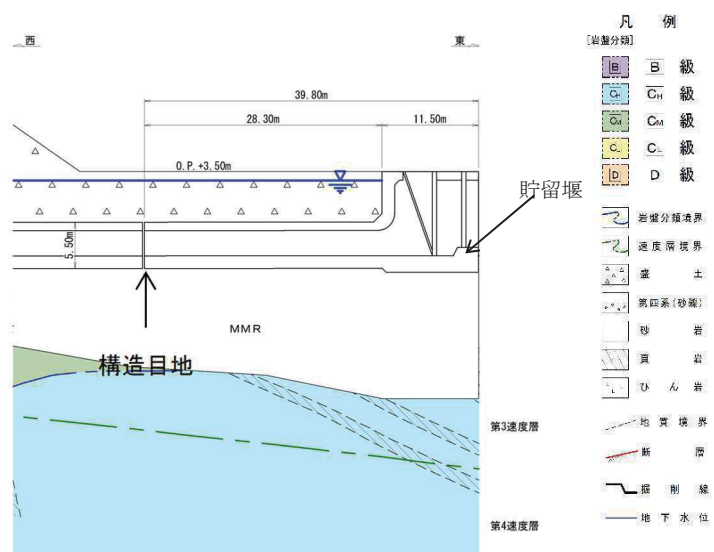 西
東
39.80m
28.30m
11.50m
O.P.+3.50m
5.50m
貯留堰
MMR
構造目地
第3速度層
第4速度層
凡 例
[岩盤分類]
B B 級
CH CH 級
CM CM 級
CL CL 級
D D 級
岩盤分類境界
速度層境界
盛 土
第四系(砂礫)
砂 岩
頁 岩
ひ ん 岩
地質境界
断 層
掘 削 線
地下水位